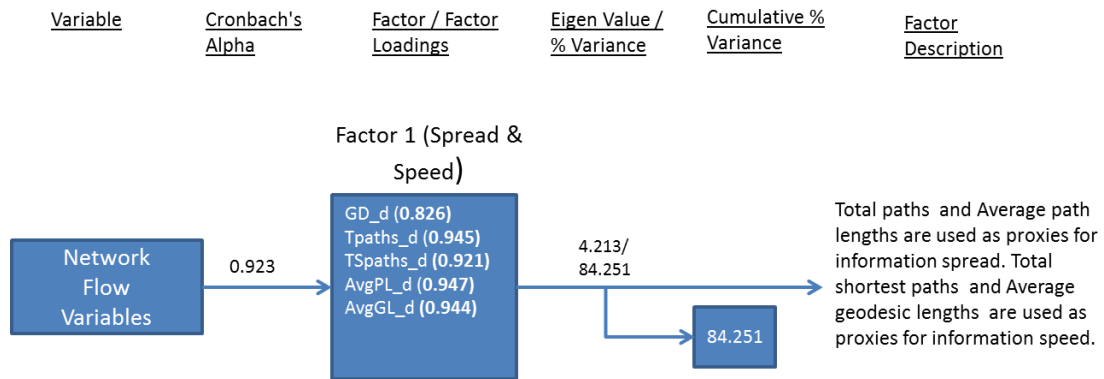 Variable
Cronbach's
Alpha
Factor / Factor
Loadings
Eigen Value /
% Variance
Cumulative %
Variance
Factor
Description
Factor 1 (Spread &
Speed)
Network
Flow
Variables
0.923
GD_d (0.826)
Tpaths_d (0.945)
TSpaths_d (0.921)
AvgPL_d (0.947)
AvgGL_d (0.944)
4.213/
84.251
84.251
Total paths and Average path
lengths are used as proxies for
information spread. Total
shortest paths and Average
geodesic lengths are used as
proxies for information speed.